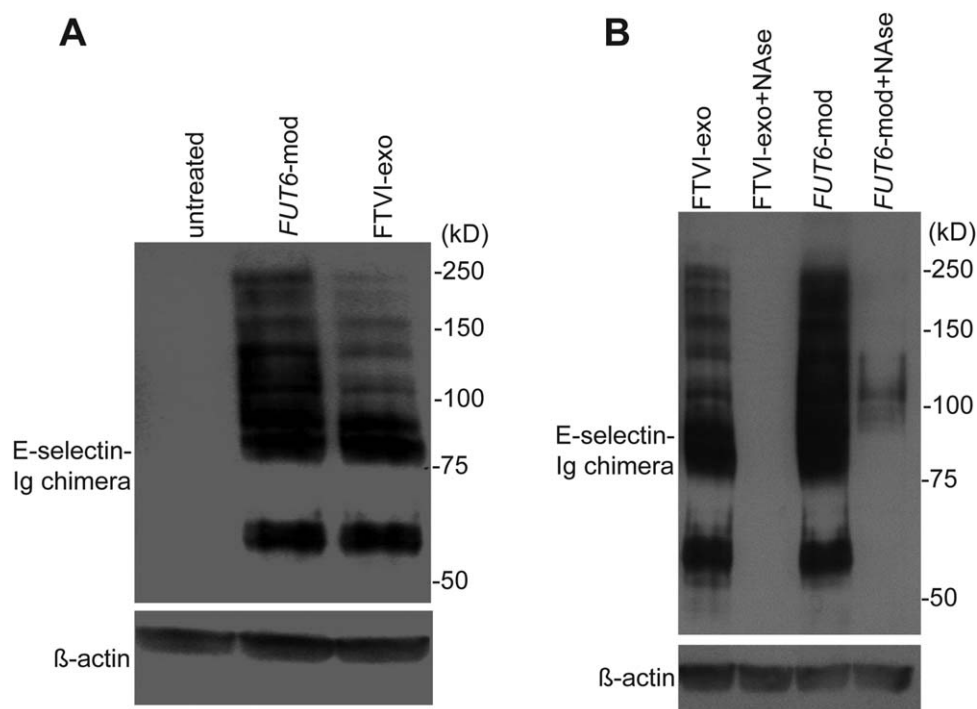 A
untreated
FUT6-mod
FTVI-exo
(kD)
-250
-150
-100
-75
-50
E-selectin-
Ig chimera
ß-actin
B
FTVI-exo
FTVI-exo+NAse
FUT6-mod
FUT6-mod+NAse
(kD)
-250
-150
-100
-75
-50
E-selectin-
Ig chimera
ß-actin